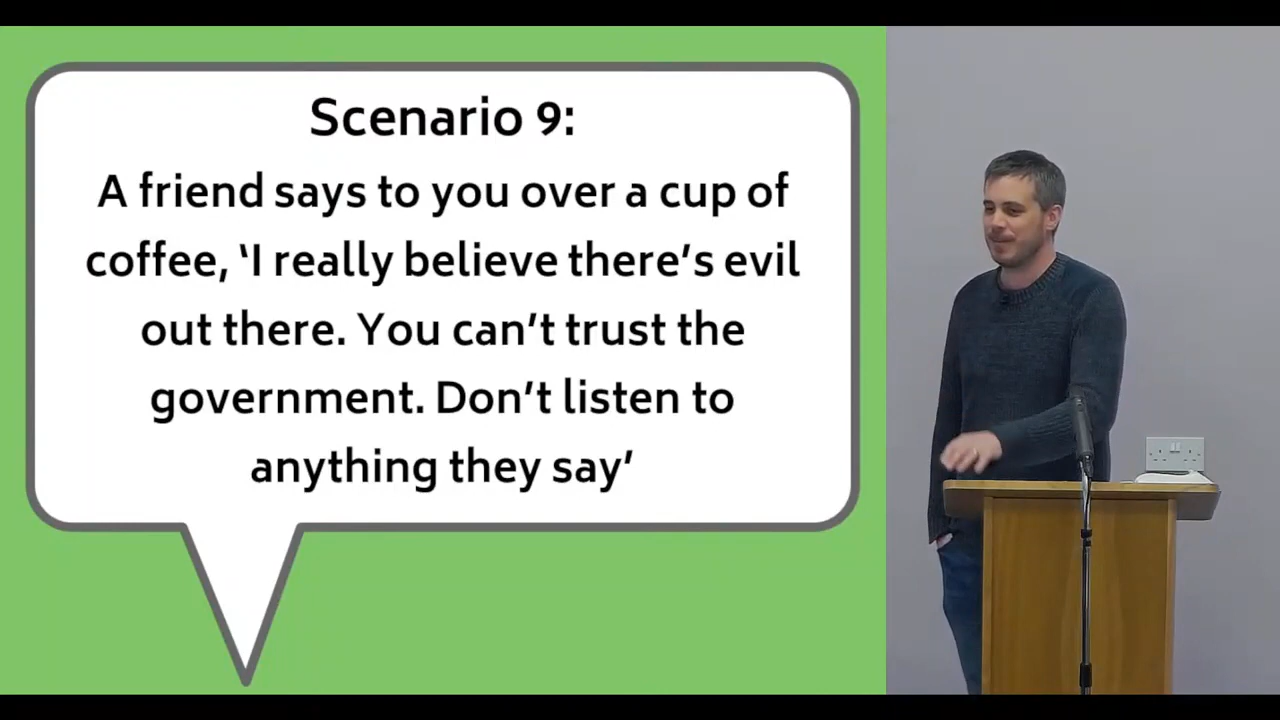 Scenario 9:
A friend says to you over a cup of
coffee, ‘I really believe there’s evil
out there. You can’t trust the
government. Don’t listen to
anything they say’